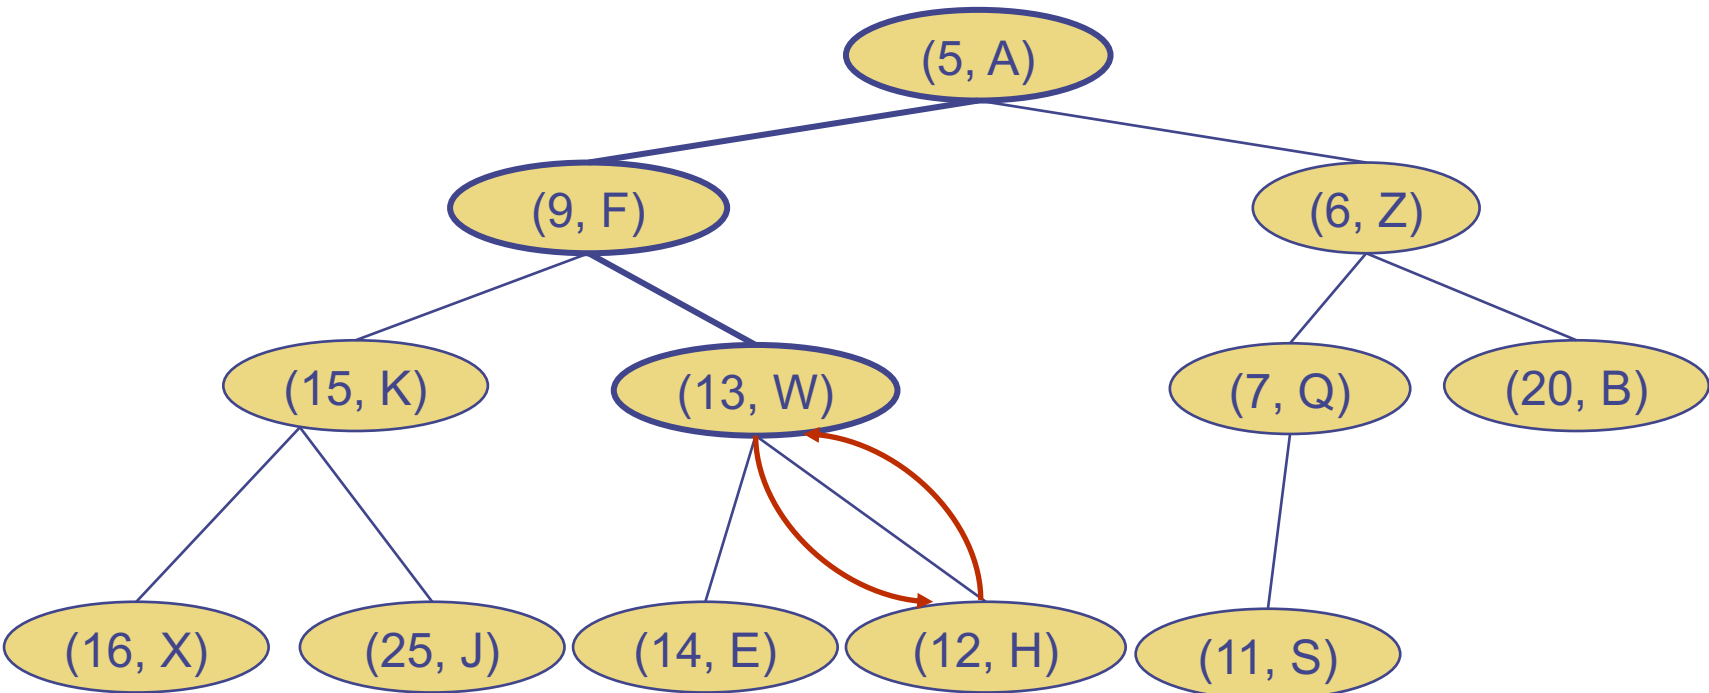 (5, A)
(9, F)
(6, Z)
(15, K)
(13, W)
(7, Q)
(20, B)
(16, X)
(25, J)
(14, E)
(12, H)
(11, S)